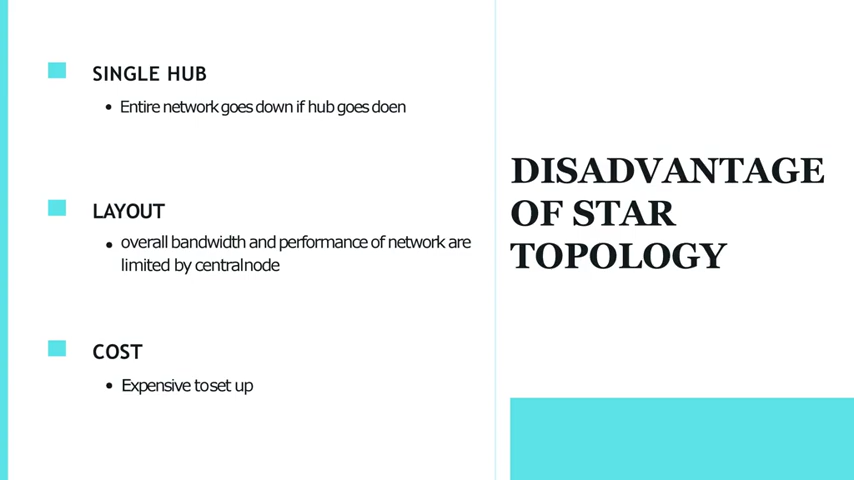 SINGLE HUB
• Entire network goes down if hub goes doen
LAYOUT
• overall bandwidth and performance of network are
limited by centralnode
COST
• Expensive to set up
DISADVANTAGE
OF STAR
TOPOLOGY